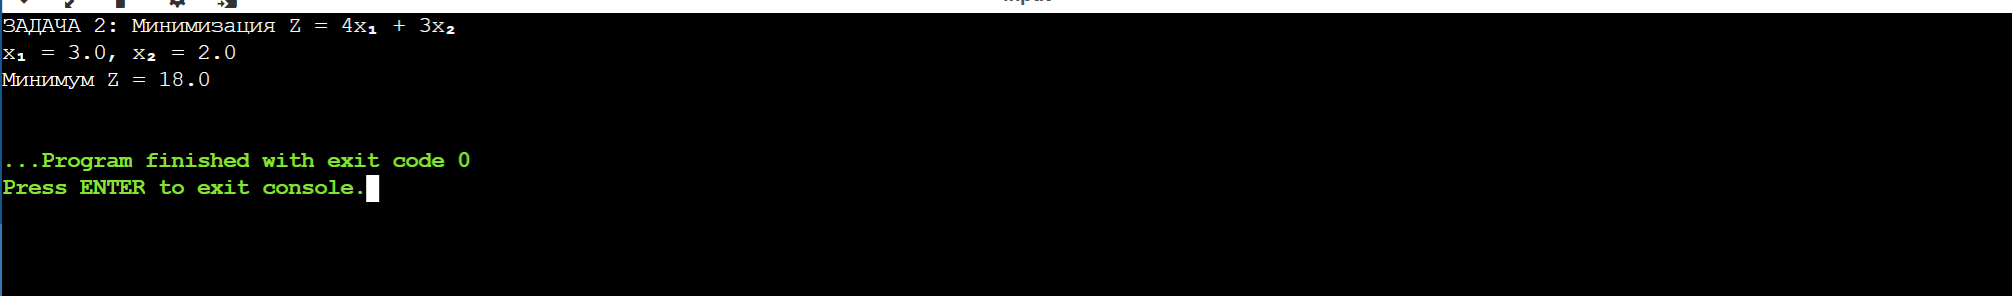 ЗАДАЧА 2: Минимизация Z = 4x₁ + 3x₂
x₁ = 3.0, x₂ = 2.0
Минимум Z = 18.0
...Program finished with exit code 0
Press ENTER to exit console.